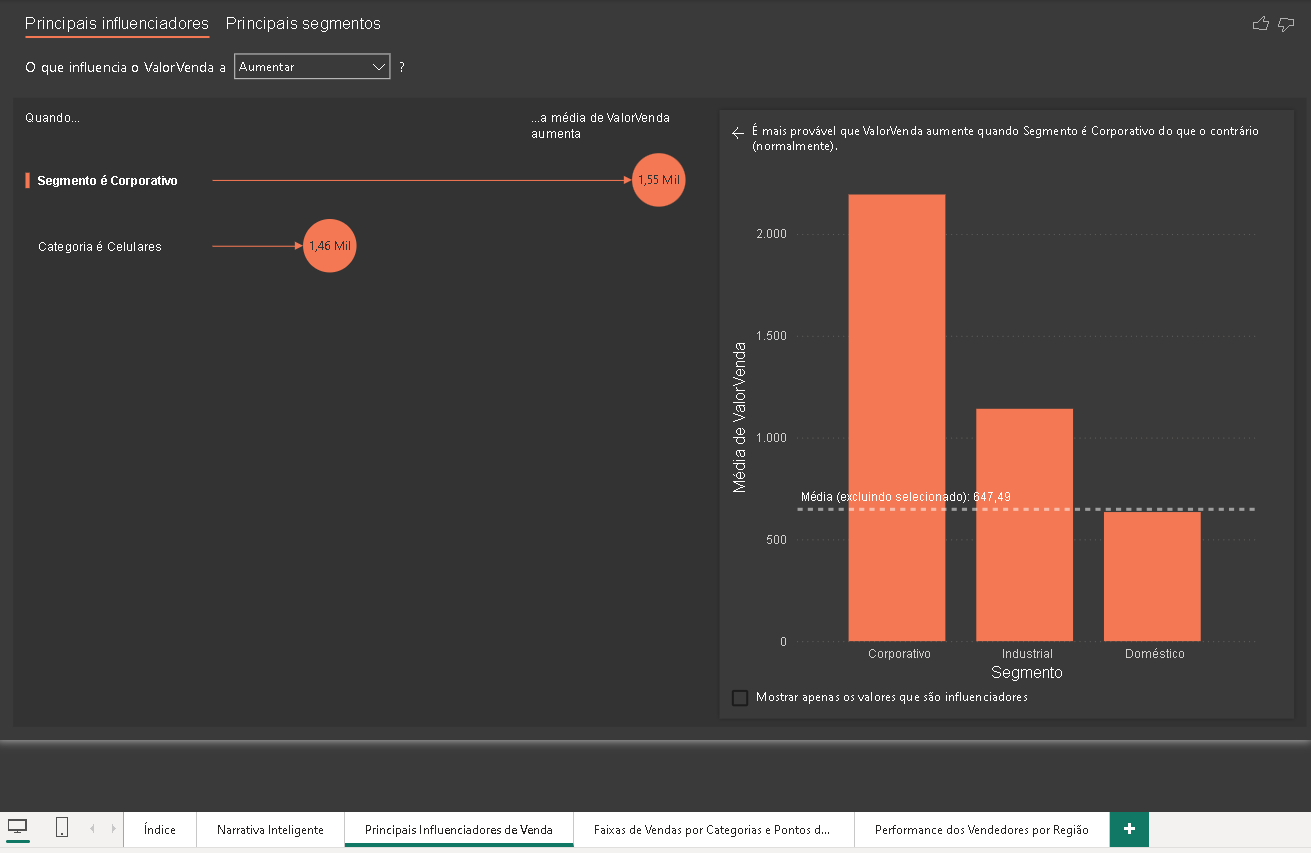 Principais influenciadores Principais segmentos
O que influencia o ValorVenda a Aumentar ?
Quando... ...a média de ValorVenda
aumenta
Segmento é Corporativo 1,55 Mil
Categoria é Celulares 1,46 Mil
É mais provável que ValorVenda aumente quando Segmento é Corporativo do que o contrário
(normalmente).
Média de ValorVenda
2.000
1.500
1.000
Média (excluindo selecionado): 647,49
500
0
Corporativo Industrial Doméstico
Segmento
Mostrar apenas os valores que são influenciadores
Índice Narrativa Inteligente Principais Influenciadores de Venda Faixas de Vendas por Categorias e Pontos d... Performance dos Vendedores por Região +